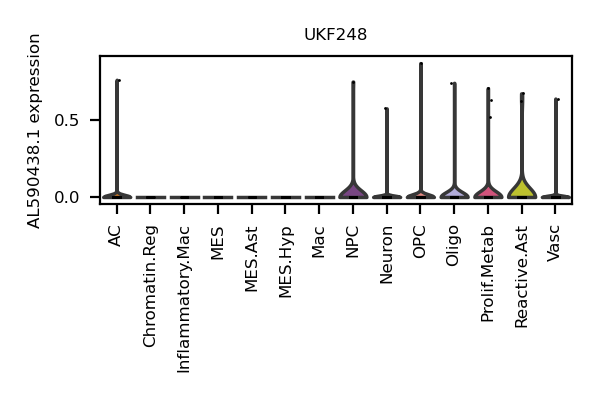 UKF248
AL590438.1 expression
0.5
0.0
AC
Chromatin.Reg
Inflammatory.Mac
MES
MES.Ast
MES.Hyp
Mac
NPC
Neuron
OPC
Oligo
Prolif.Metab
Reactive.Ast
Vasc